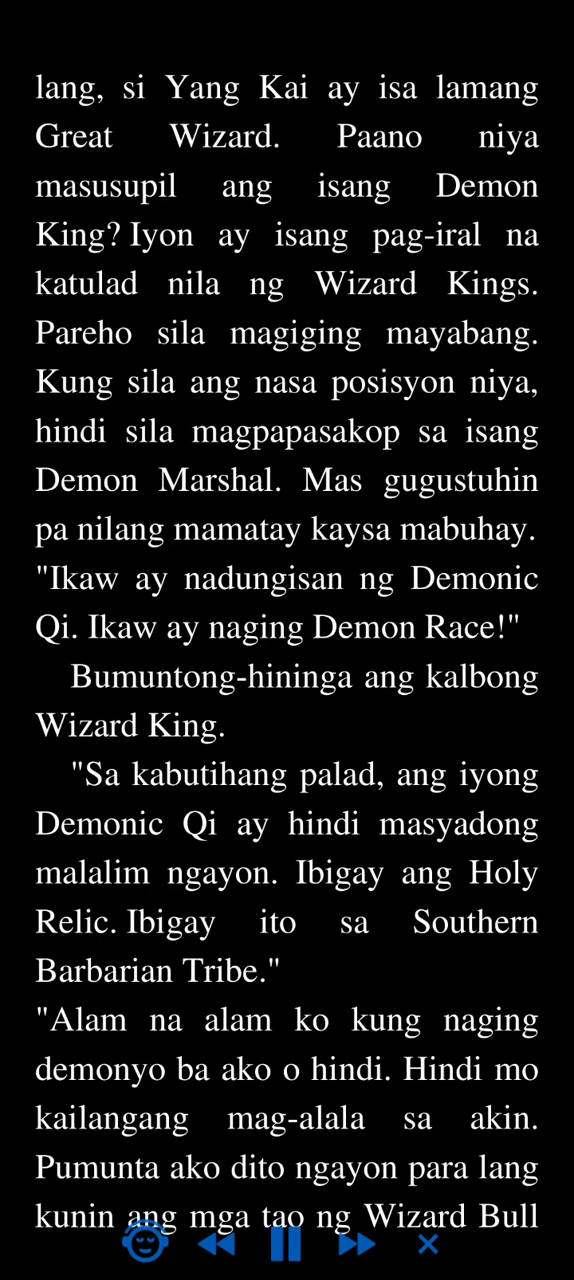 lang, si Yang Kai ay isa lamang
Great Wizard. Paano niya
masusupil ang isang Demon
King? Iyon ay isang pag-iral na
katulad nila ng Wizard Kings.
Pareho sila magiging mayabang.
Kung sila ang nasa posisyon niya,
hindi sila magpapasakop sa isang
Demon Marshal. Mas gugustuhin
pa nilang mamatay kaysa mabuhay.
"Ikaw ay nadungisan ng Demonic
Qi. Ikaw ay naging Demon Race!"
Bumuntong-hininga ang kalbong
Wizard King.
"Sa kabutihang palad, ang iyong
Demonic Qi ay hindi masyadong
malalim ngayon. Ibigay ang Holy
Relic. Ibigay ito sa Southern
Barbarian Tribe."
"Alam na alam ko kung naging
demonyo ba ako o hindi. Hindi mo
kailangang mag-alala sa akin.
Pumunta ako dito ngayon para lang
kunin ang mga tao ng Wizard Bull